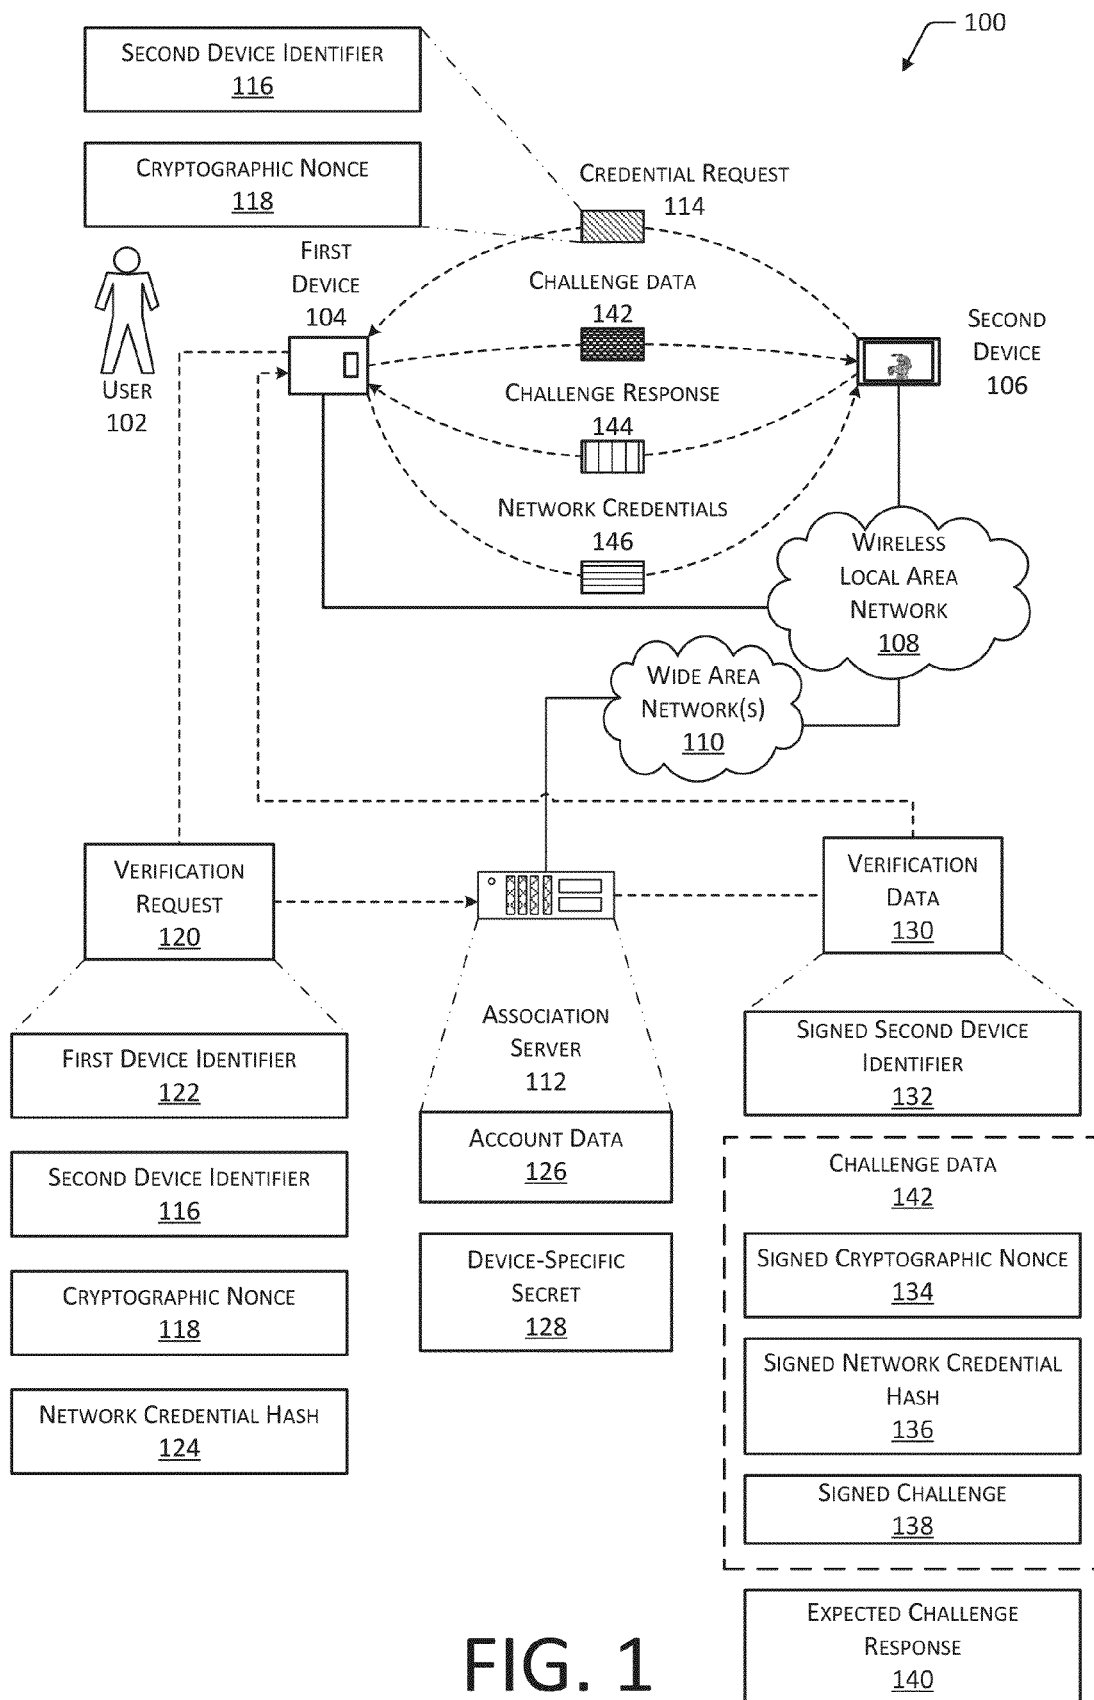 100
SECOND DEVICE IDENTIFIER
116
CRYPTOGRAPHIC NONCE
118
CREDENTIAL REQUEST
114
USER
102
FIRST
DEVICE
104
CHALLENGE DATA
142
SECOND
DEVICE
106
CHALLENGE RESPONSE
144
NETWORK CREDENTIALS
146
WIRELESS
LOCAL AREA
NETWORK
108
WIDE AREA
NETWORK(S)
110
VERIFICATION
REQUEST
120
VERIFICATION
DATA
130
FIRST DEVICE IDENTIFIER
122
SECOND DEVICE IDENTIFIER
116
CRYPTOGRAPHIC NONCE
118
NETWORK CREDENTIAL HASH
124
ASSOCIATION
SERVER
112
ACCOUNT DATA
126
DEVICE-SPECIFIC
SECRET
128
SIGNED SECOND DEVICE
IDENTIFIER
132
CHALLENGE DATA
142
SIGNED CRYPTOGRAPHIC NONCE
134
SIGNED NETWORK CREDENTIAL
HASH
136
SIGNED CHALLENGE
138
EXPECTED CHALLENGE
RESPONSE
140
FIG. 1